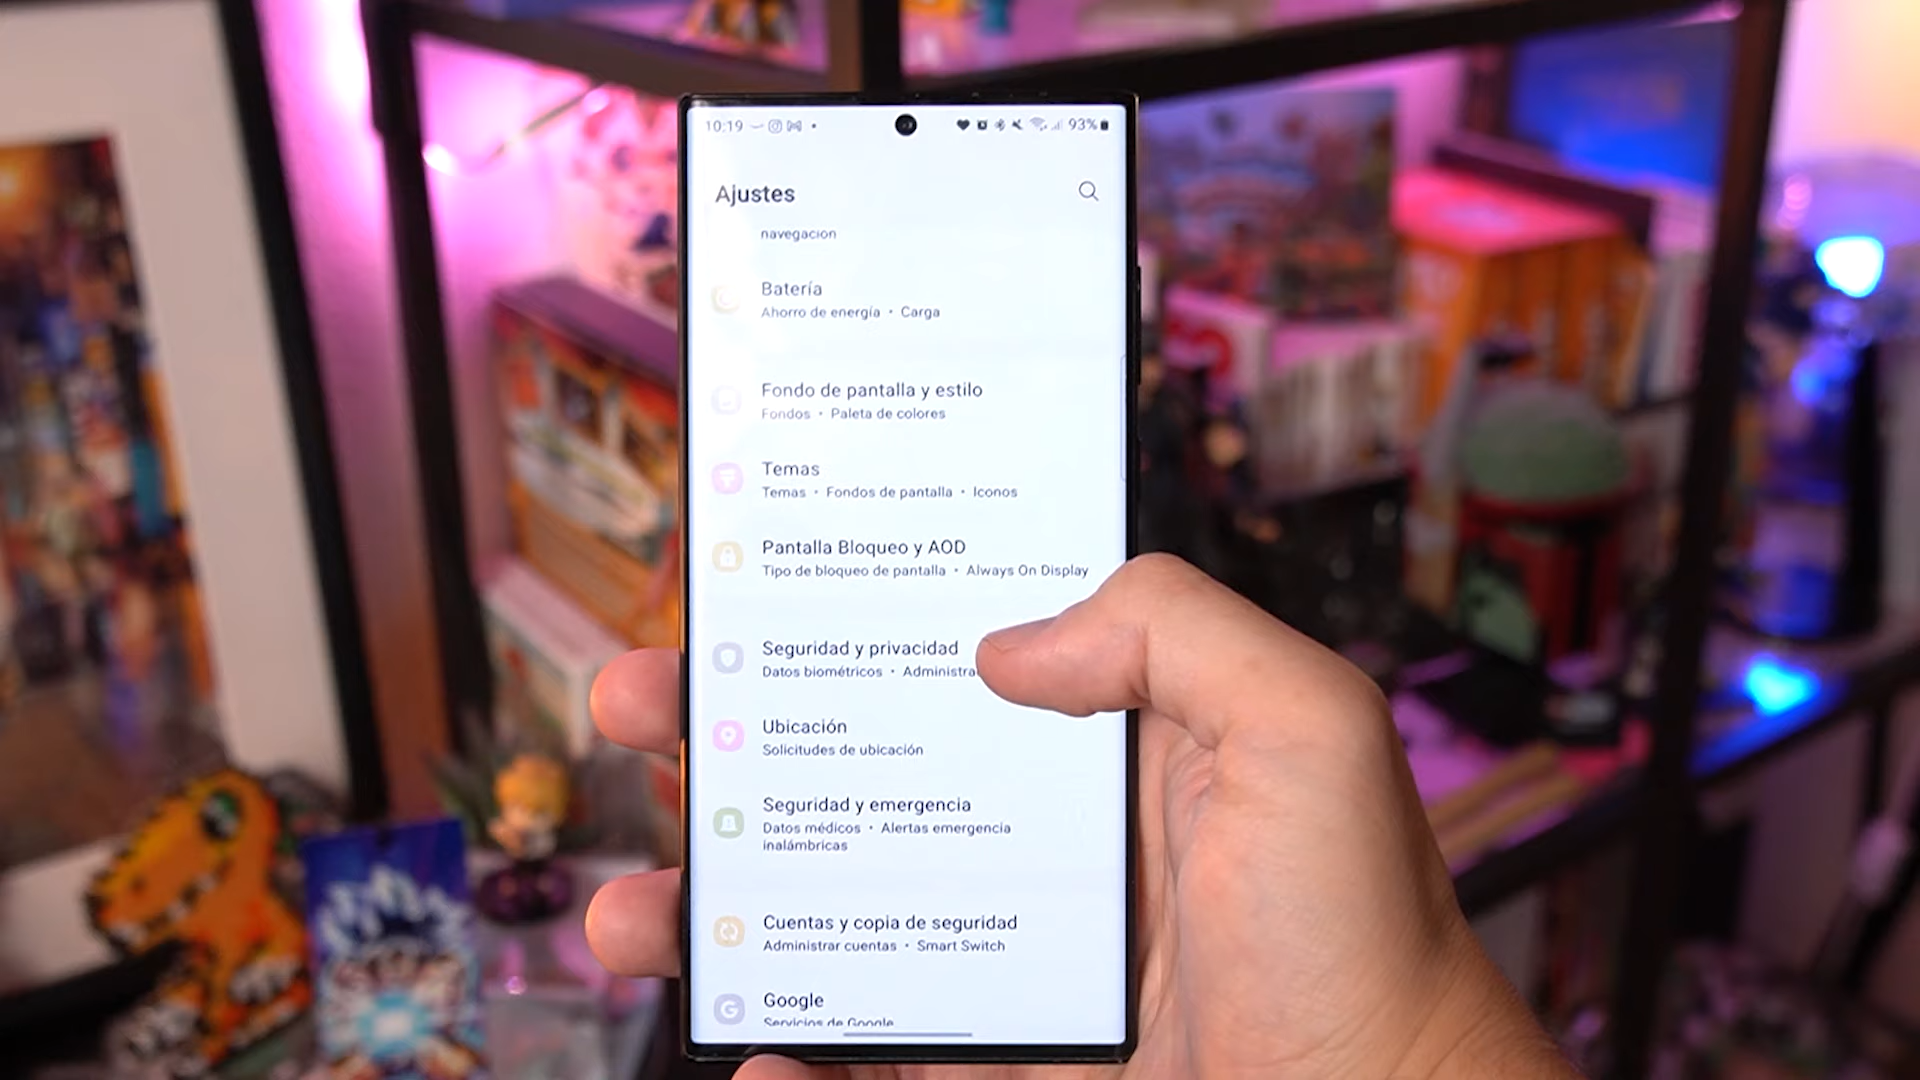 10:19
93%
Ajustes
navegacion
Batería
Ahorro de energía • Carga
Fondo de pantalla y estilo
Fondos • Paleta de colores
Temas
Temas • Fondos de pantalla • Iconos
Pantalla Bloqueo y AOD
Tipo de bloqueo de pantalla • Always On Display
Seguridad y privacidad
Datos biométricos • Administra
Ubicación
Solicitudes de ubicación
Seguridad y emergencia
Datos médicos • Alertas emergencia
inalámbricas
Cuentas y copia de seguridad
Administrar cuentas • Smart Switch
Google
Servicios de Google